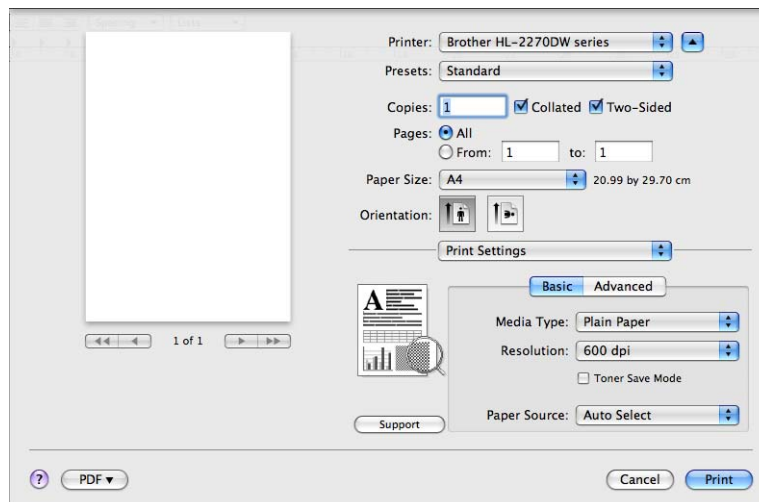 Spacing Lists
Printer: Brother HL-2270DW series
Presets: Standard
Copies: 1 Collated Two-Sided
Pages: All
From: 1 to: 1
Paper Size: A4 20.99 by 29.70 cm
Orientation:
Print Settings
Basic Advanced
Media Type: Plain Paper
Resolution: 600 dpi
Toner Save Mode
Paper Source: Auto Select
A
1 of 1
Support
? PDF Cancel Print